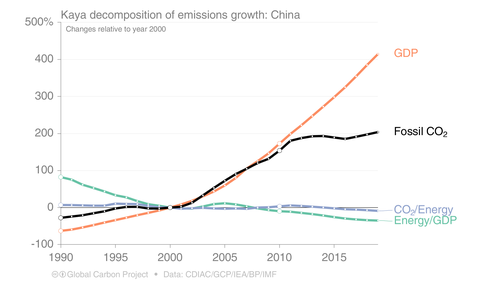 Kaya decomposition of emissions growth: China
500%
Changes relative to year 2000
400
300
200
100
0
-100
1990
1995
2000
2005
2010
2015
GDP
Fossil CO₂
CO₂/Energy
Energy/GDP
Global Carbon Project • Data: CDIAC/GCP/IEA/BP/IMF